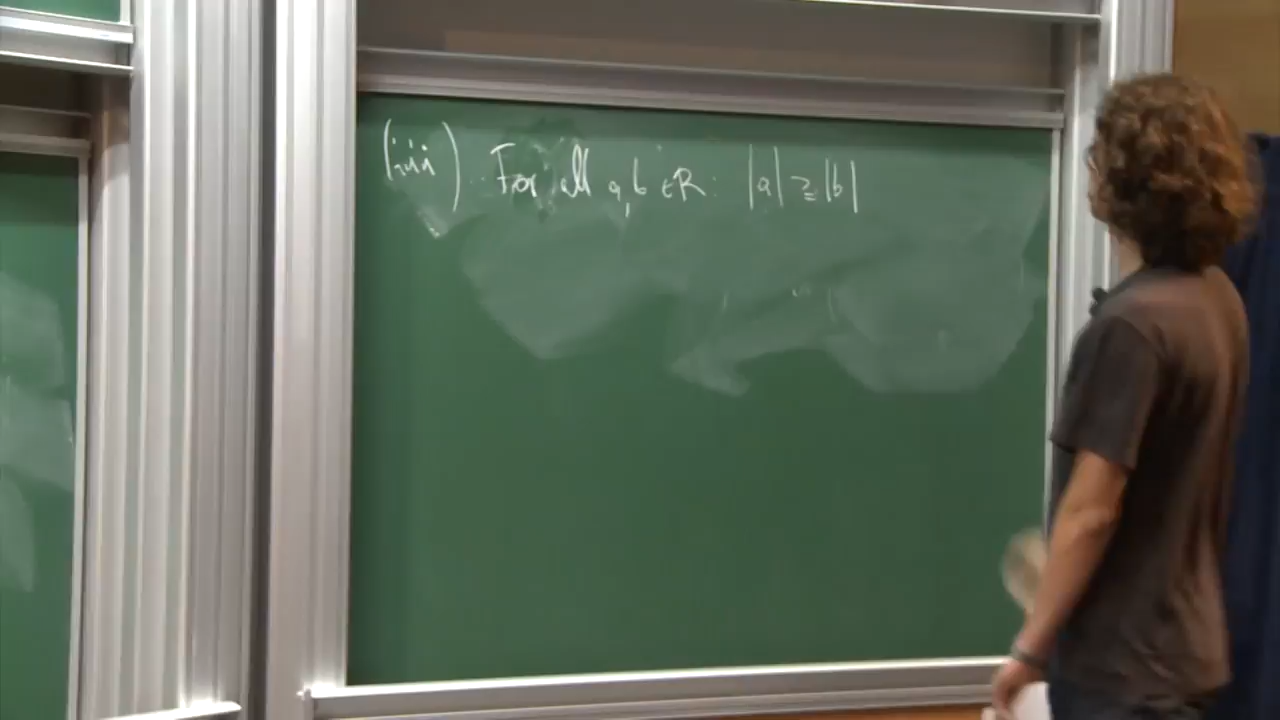 (iii) For all a, b ∈ R: |a| ≥ |b|